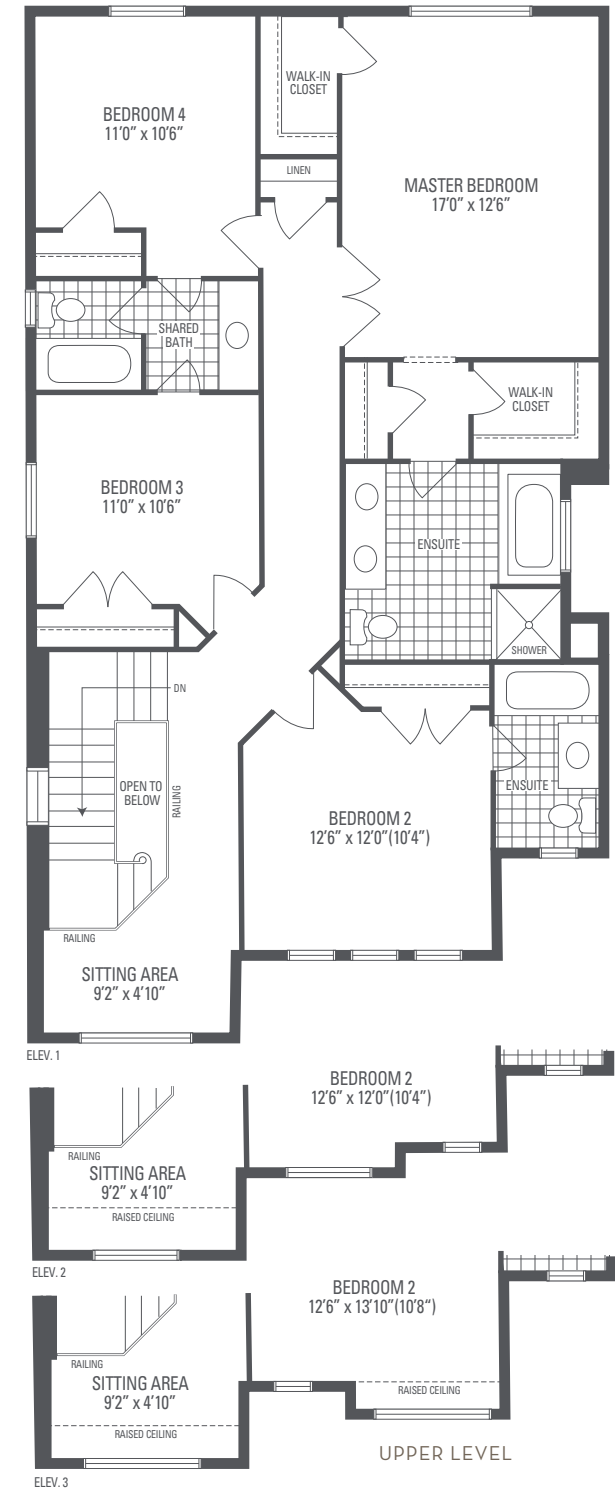 WALK-IN
CLOSET
BEDROOM 4
11'0" x 10'6"
LINEN
MASTER BEDROOM
17'0" x 12'6"
SHARED
BATH
WALK-IN
CLOSET
BEDROOM 3
11'0" x 10'6"
ENSUITE
SHOWER
DN
OPEN TO
BELOW
RAILING
ENSUITE
BEDROOM 2
12'6" x 12'0"(10'4")
RAILING
SITTING AREA
9'2" x 4'10"
ELEV. 1
BEDROOM 2
12'6" x 12'0"(10'4")
RAILING
SITTING AREA
9'2" x 4'10"
RAISED CEILING
ELEV. 2
BEDROOM 2
12'6" x 13'10"(10'8")
RAILING
SITTING AREA
9'2" x 4'10"
RAISED CEILING
RAISED CEILING
UPPER LEVEL
ELEV. 3